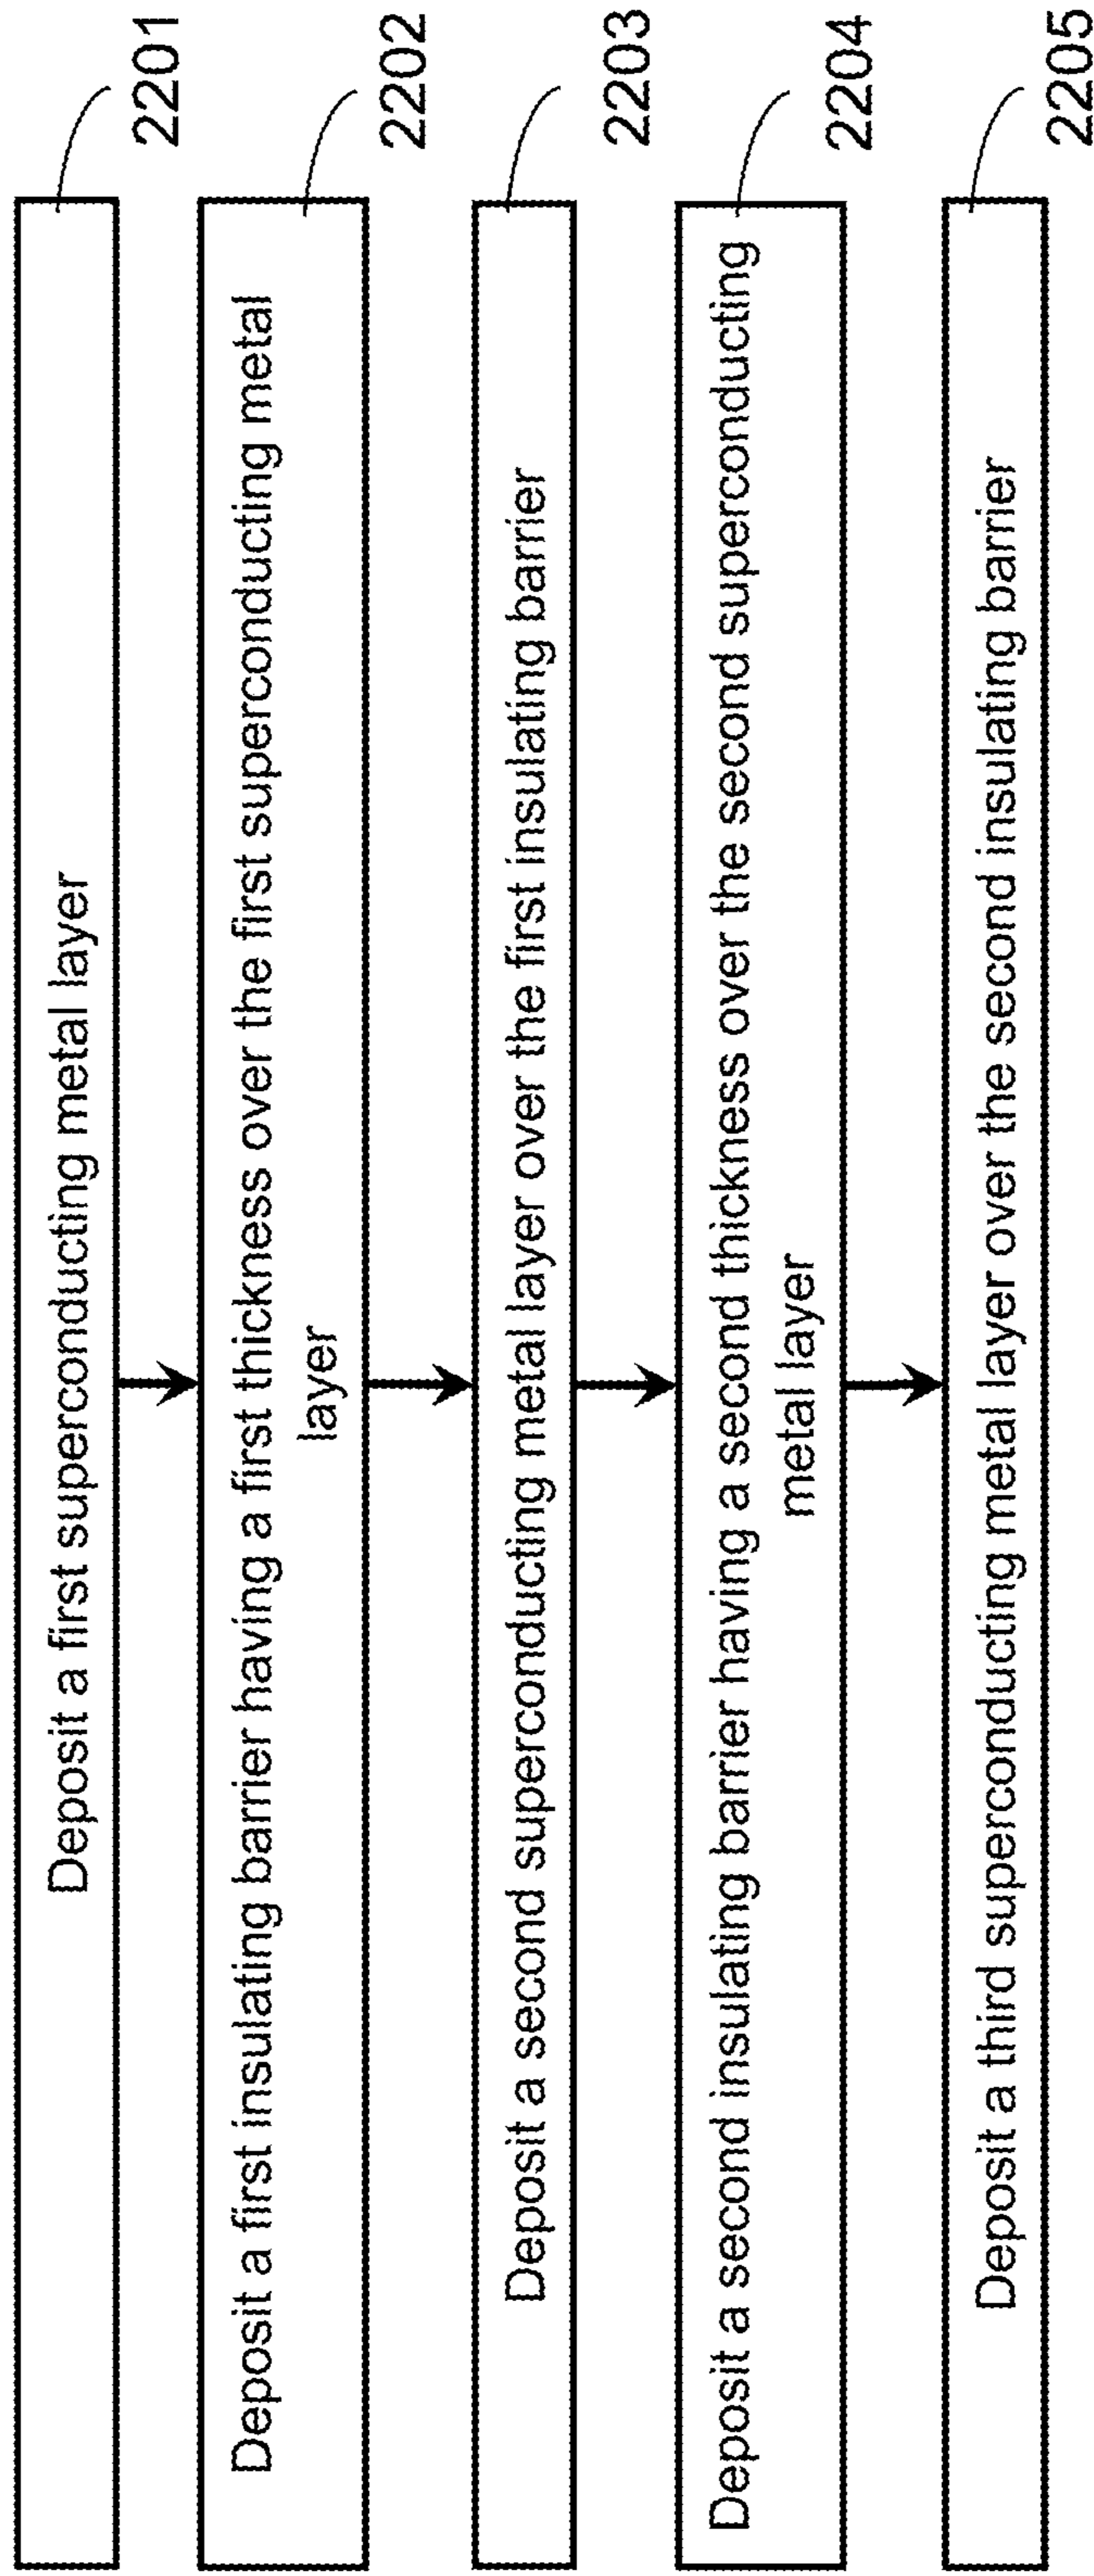 Deposit a first superconducting metal layer
2201
Deposit a first insulating barrier having a first thickness over the first superconducting metal
layer
2202
Deposit a second superconducting metal layer over the first insulating barrier
2203
Deposit a second insulating barrier having a second thickness over the second superconducting
metal layer
2204
Deposit a third superconducting metal layer over the second insulating barrier
2205